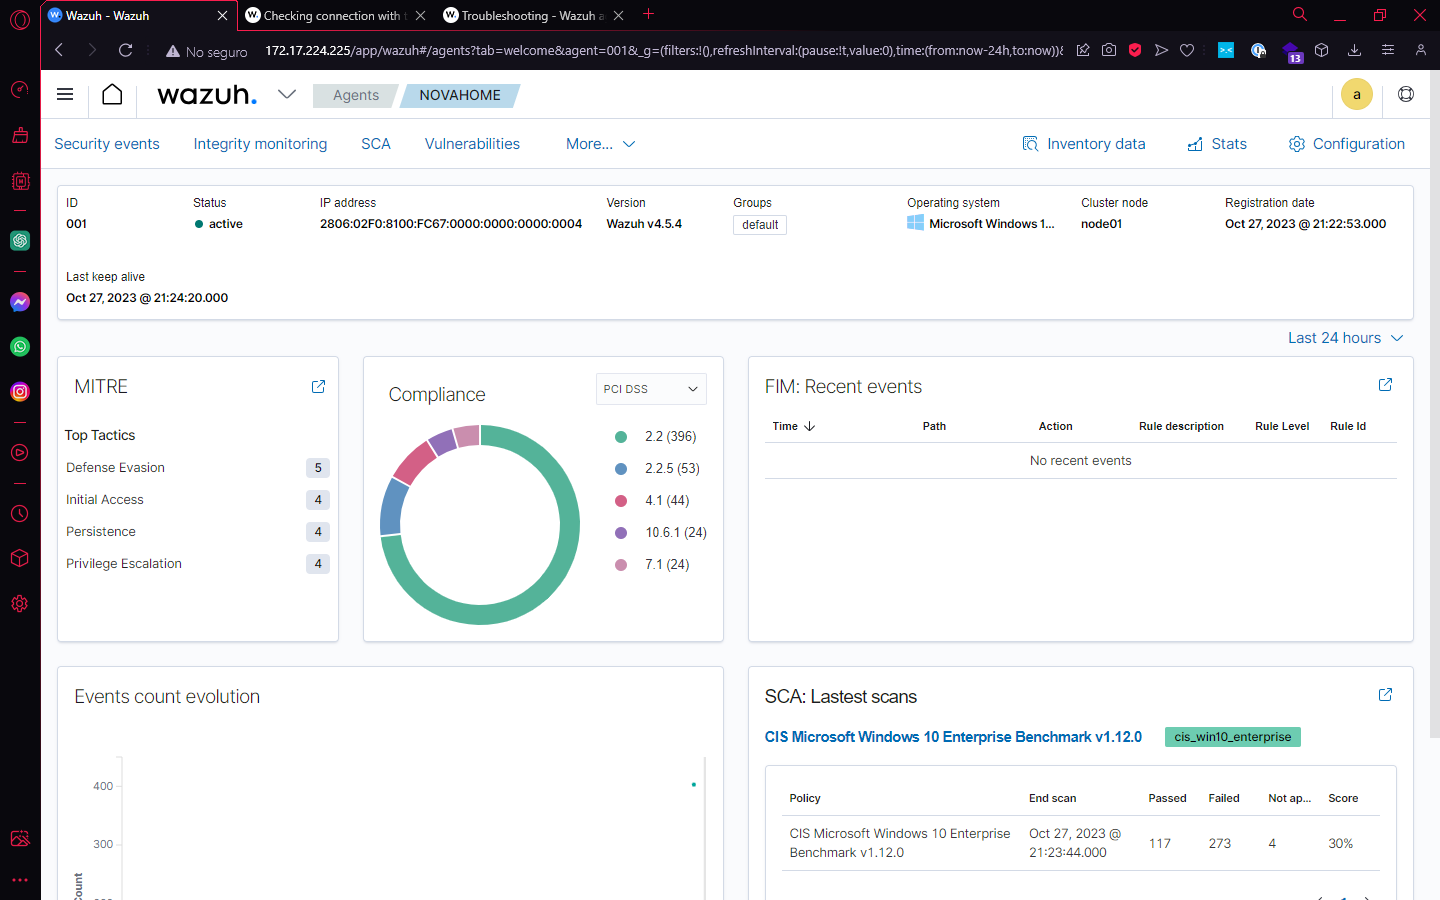 Wazuh - Wazuh
Checking connection with
Troubleshooting - Wazuh a
No seguro
172.17.224.225/app/wazuh#/agents?tab=welcome&agent=001&_g=(filters:!(),refreshInterval:(pause:!t,value:0),time:(from:now-24h,to:now))&
13
wazuh.
Agents
NOVAHOME
a
Security events
Integrity monitoring
SCA
Vulnerabilities
More...
Inventory data
Stats
Configuration
ID
Status
IP address
Version
Groups
Operating system
Cluster node
Registration date
001
active
2806:02F0:8100:FC67:0000:0000:0000:0004
Wazuh v4.5.4
default
Microsoft Windows 1...
node01
Oct 27, 2023 @ 21:22:53.000
Last keep alive
Oct 27, 2023 @ 21:24:20.000
Last 24 hours
MITRE
Top Tactics
Defense Evasion 5
Initial Access 4
Persistence 4
Privilege Escalation 4
Compliance
PCI DSS
2.2 (396)
2.2.5 (53)
4.1 (44)
10.6.1 (24)
7.1 (24)
FIM: Recent events
Time Path Action Rule description Rule Level Rule Id
No recent events
Events count evolution
400
300
Count
SCA: Lastest scans
CIS Microsoft Windows 10 Enterprise Benchmark v1.12.0
cis_win10_enterprise
Policy End scan Passed Failed Not ap... Score
CIS Microsoft Windows 10 Enterprise
Benchmark v1.12.0
Oct 27, 2023 @
21:23:44.000
117
273
4
30%